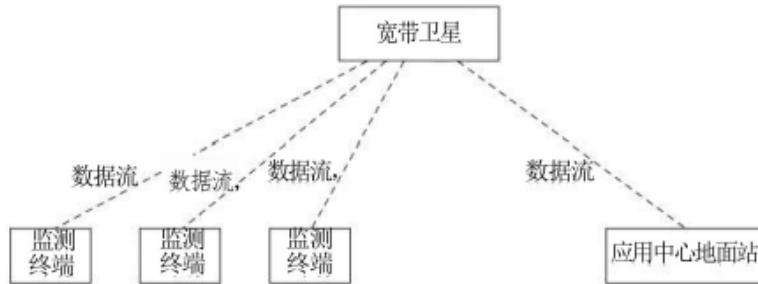 宽带卫星
数据流
数据流,
数据流,
数据流
监测
终端
监测
终端
监测
终端
应用中心地面站